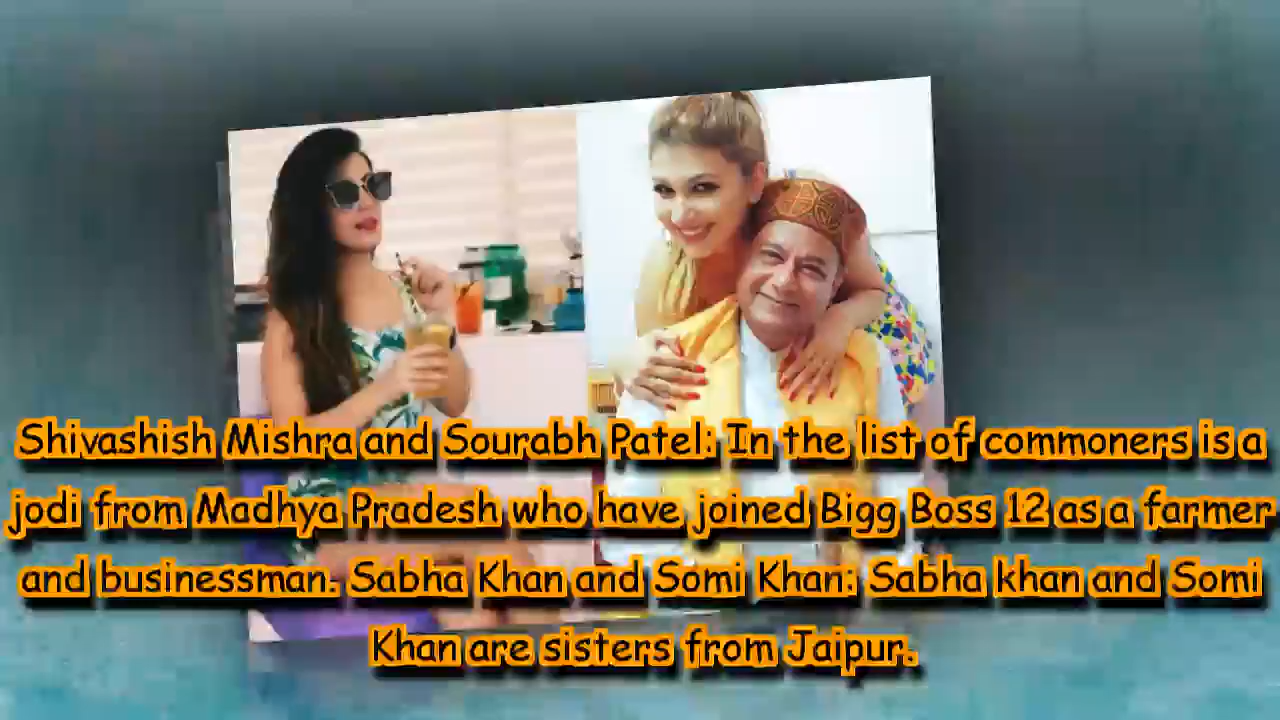 Shivashish Mishra and Sourabh Patel: In the list of commoners is a
jodi from Madhya Pradesh who have joined Bigg Boss 12 as a farmer
and businessman. Sabha Khan and Somi Khan: Sabha khan and Somi
Khan are sisters from Jaipur.